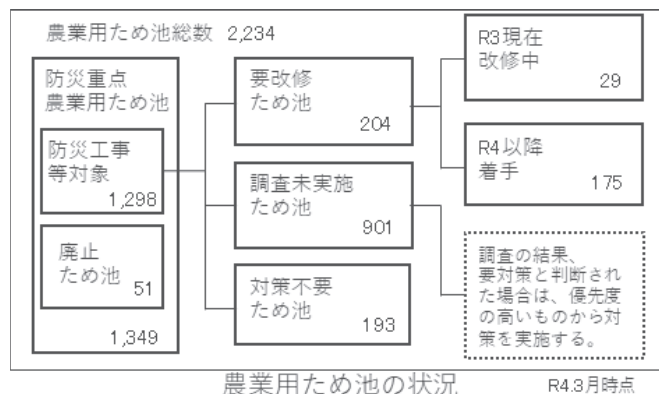 農業用ため池総数 2,234
防災重点
農業用ため池
防災工事
等対象
1,298
廃止
ため池 51
1,349
要改修
ため池
204
調査未実施
ため池
901
対策不要
ため池
193
R3現在
改修中
29
R4以降
着手
175
調査の結果、
要対策と判断され
た場合は、優先度
の高いものから対
策を実施する。
農業用ため池の状況
R4.3月時点